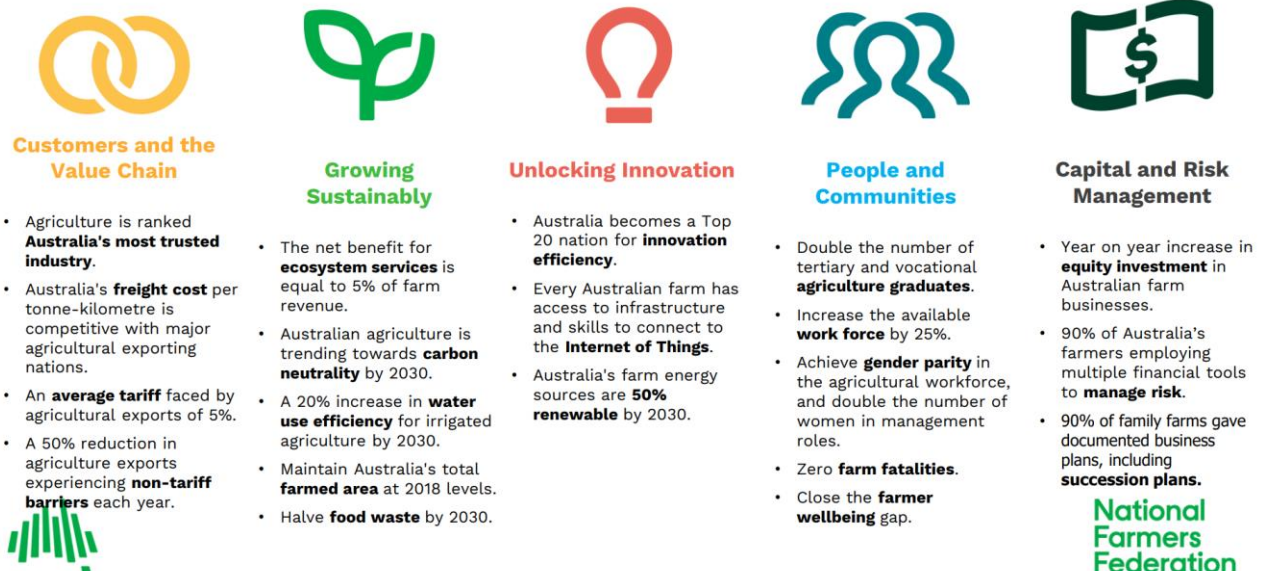 Customers and the
Value Chain
• Agriculture is ranked
Australia's most trusted
industry.
• Australia's freight cost per
tonne-kilometre is
competitive with major
agricultural exporting
nations.
• An average tariff faced by
agricultural exports of 5%.
• A 50% reduction in
agriculture exports
experiencing non-tariff
barriers each year.
Growing
Sustainably
• The net benefit for
ecosystem services is
equal to 5% of farm
revenue.
• Australian agriculture is
trending towards carbon
neutrality by 2030.
• A 20% increase in water
use efficiency for irrigated
agriculture by 2030.
• Maintain Australia's total
farmed area at 2018 levels.
• Halve food waste by 2030.
Unlocking Innovation
• Australia becomes a Top
20 nation for innovation
efficiency.
• Every Australian farm has
access to infrastructure
and skills to connect to
the Internet of Things.
• Australia's farm energy
sources are 50%
renewable by 2030.
People and
Communities
• Double the number of
tertiary and vocational
agriculture graduates.
• Increase the available
work force by 25%.
• Achieve gender parity in
the agricultural workforce,
and double the number of
women in management
roles.
• Zero farm fatalities.
• Close the farmer
wellbeing gap.
$
Capital and Risk
Management
• Year on year increase in
equity investment in
Australian farm
businesses.
• 90% of Australia's
farmers employing
multiple financial tools
to manage risk.
• 90% of family farms gave
documented business
plans, including
succession plans.
National
Farmers
Federation